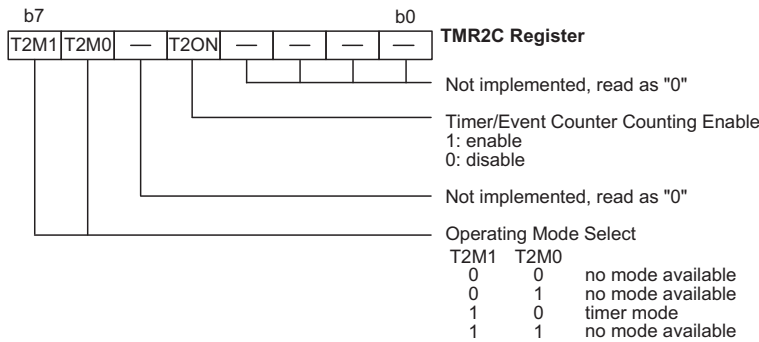 b7 b0
T2M1 T2M0 — T2ON — — — — TMR2C Register
Not implemented, read as "0"
Timer/Event Counter Counting Enable
1: enable
0: disable
Not implemented, read as "0"
Operating Mode Select
T2M1 T2M0
0 0 no mode available
0 1 no mode available
1 0 timer mode
1 1 no mode available